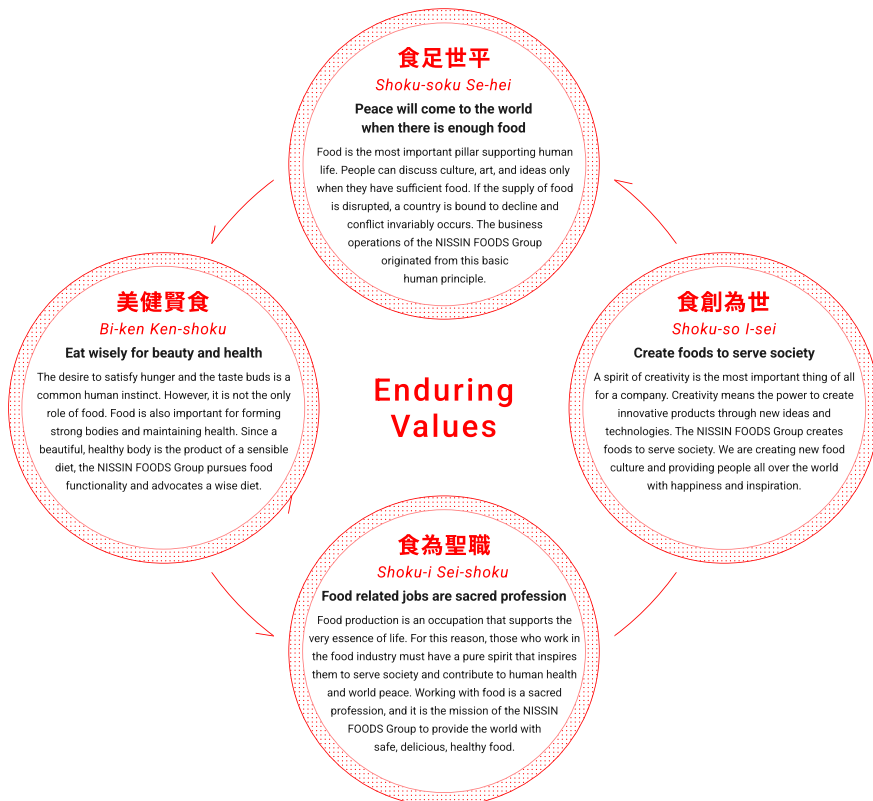 食足世平
Shoku-soku Se-hei
Peace will come to the world
when there is enough food
Food is the most important pillar supporting human
life. People can discuss culture, art, and ideas only
when they have sufficient food. If the supply of food
is disrupted, a country is bound to decline and
conflict invariably occurs. The business
operations of the NISSIN FOODS Group
originated from this basic
human principle.
美健賢食
Bi-ken Ken-shoku
Eat wisely for beauty and health
The desire to satisfy hunger and the taste buds is a
common human instinct. However, it is not the only
role of food. Food is also important for forming
strong bodies and maintaining health. Since a
beautiful, healthy body is the product of a sensible
diet, the NISSIN FOODS Group pursues food
functionality and advocates a wise diet.
Enduring
Values
食創為世
Shoku-so I-sei
Create foods to serve society
A spirit of creativity is the most important thing of all
for a company. Creativity means the power to create
innovative products through new ideas and
technologies. The NISSIN FOODS Group creates
foods to serve society. We are creating new food
culture and providing people all over the world
with happiness and inspiration.
食為聖職
Shoku-i Sei-shoku
Food related jobs are sacred profession
Food production is an occupation that supports the
very essence of life. For this reason, those who work in
the food industry must have a pure spirit that inspires
them to serve society and contribute to human health
and world peace. Working with food is a sacred
profession, and it is the mission of the NISSIN
FOODS Group to provide the world with
safe, delicious, healthy food.